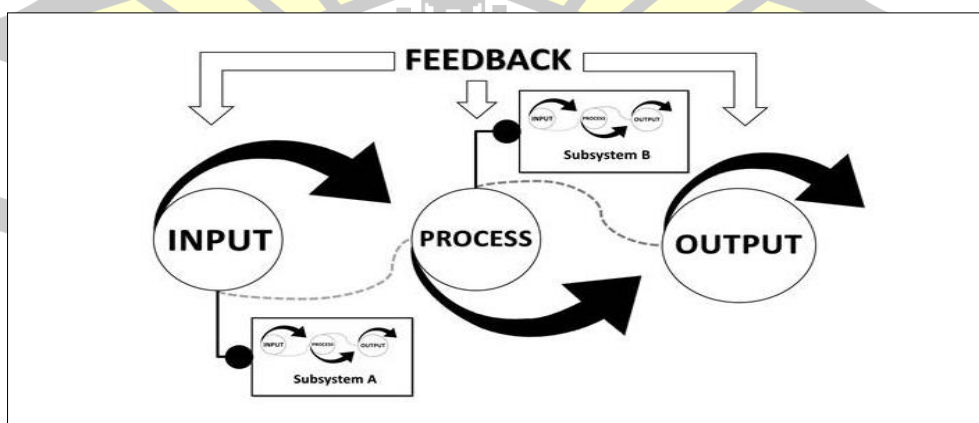 FEEDBACK
INPUT PROCESS OUTPUT
Subsystem B
INPUT
PROCESS
OUTPUT
INPUT PROCESS OUTPUT
Subsystem A